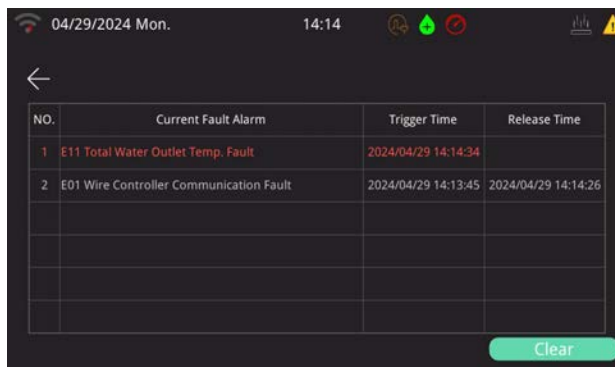 04/29/2024 Mon. 14:14
NO. Current Fault Alarm Trigger Time Release Time
1 E11 Total Water Outlet Temp. Fault 2024/04/29 14:14:34
2 E01 Wire Controller Communication Fault 2024/04/29 14:13:45 2024/04/29 14:14:26
Clear